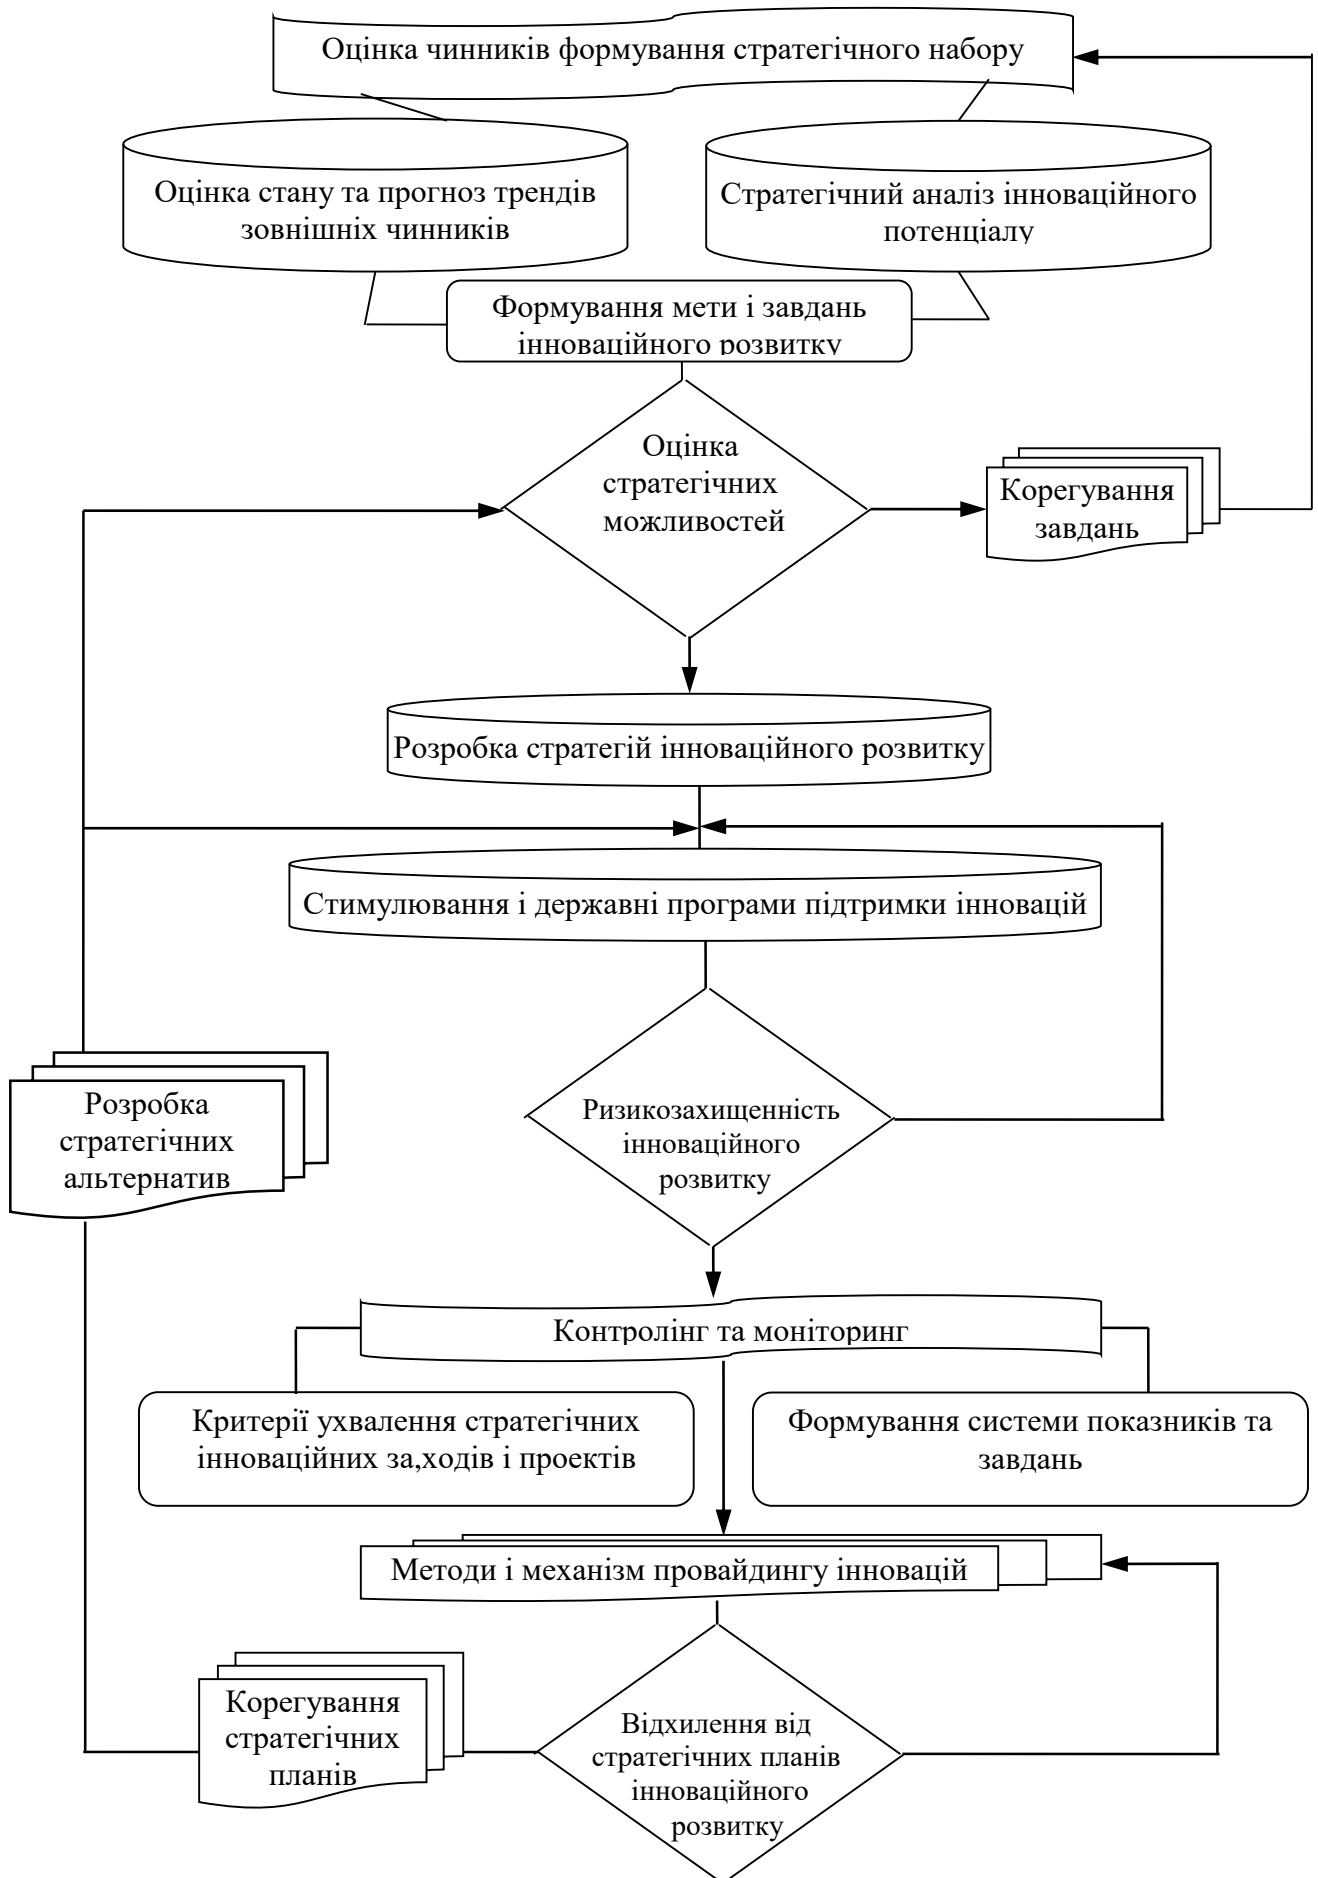 Оцінка чинників формування стратегічного набору
Оцінка стану та прогноз трендів
зовнішніх чинників
Стратегічний аналіз інноваційного
потенціалу
Формування мети і завдань
інноваційного розвитку
Оцінка
стратегічних
можливостей
Корегування
завдань
Розробка стратегій інноваційного розвитку
Стимулювання і державні програми підтримки інновацій
Розробка
стратегічних
альтернатив
Ризикозахищенність
інноваційного
розвитку
Контролінг та моніторинг
Критерії ухвалення стратегічних
інноваційних за,ходів і проектів
Формування системи показників та
завдань
Методи і механізм провайдингу інновацій
Корегування
стратегічних
планів
Відхилення від
стратегічних планів
інноваційного
розвитку